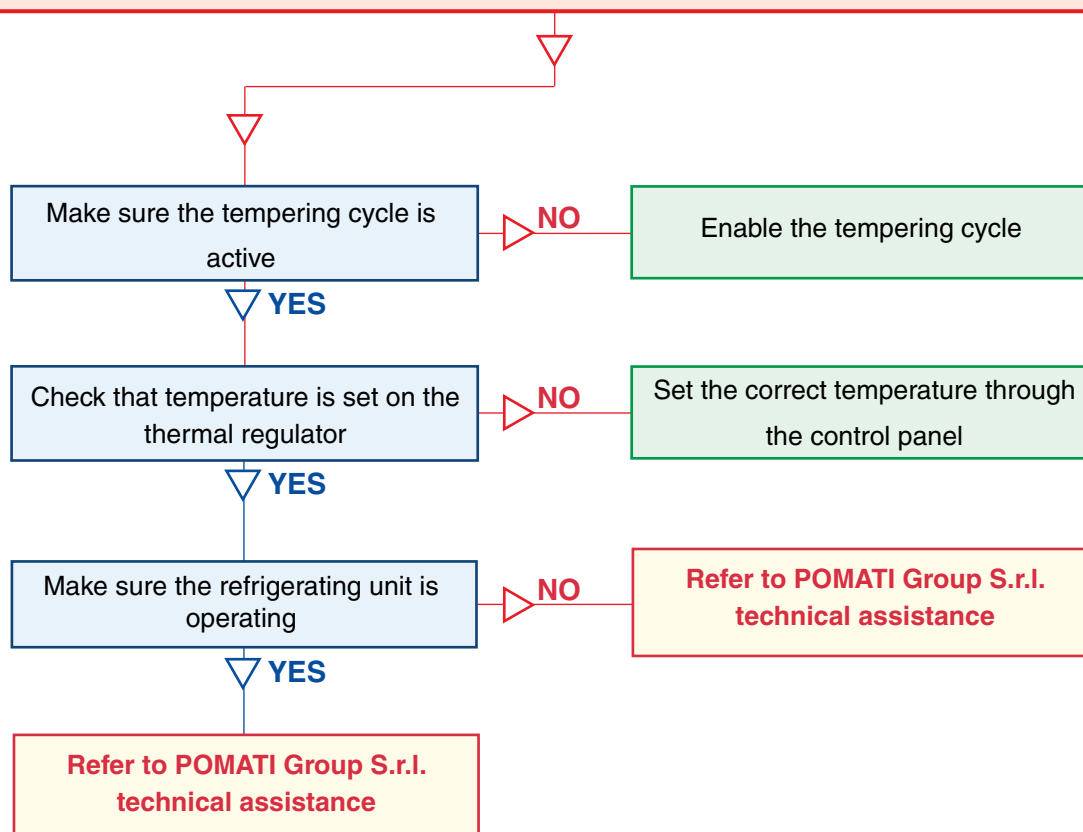 Make sure the tempering cycle is
active
NO
Enable the tempering cycle
YES
Check that temperature is set on the
thermal regulator
NO
Set the correct temperature through
the control panel
YES
Make sure the refrigerating unit is
operating
NO
Refer to POMATI Group S.r.l.
technical assistance
YES
Refer to POMATI Group S.r.l.
technical assistance